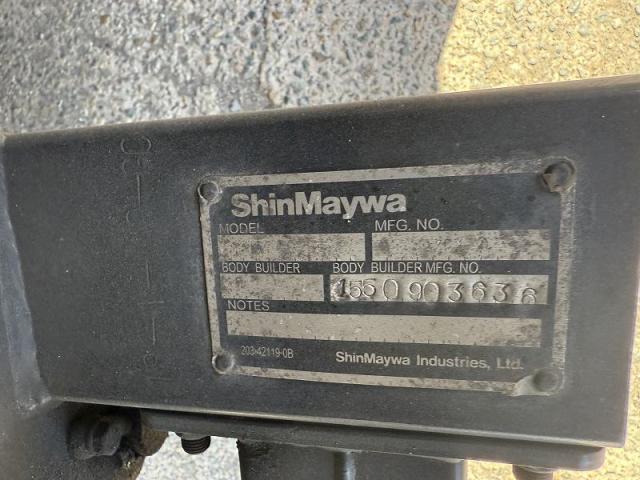 ShinMaywa
MODEL MFG. NO.
BODY BUILDER BODY BUILDER MFG. NO.
1550903636
NOTES
203-42119-0B ShinMaywa Industries, Ltd.